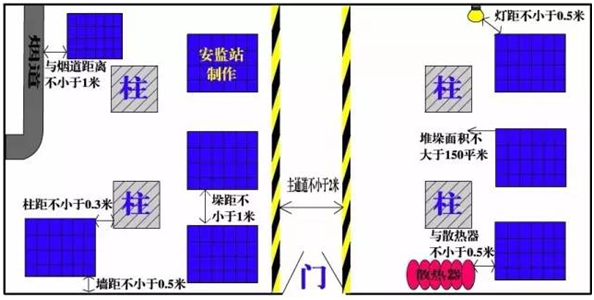 烟道
与烟道距离
不小于1米
柱
安监站
制作
柱距不小于0.3米
柱
垛距不
小于1米
墙距不小于0.5米
主通道不小于2米
门
灯距不小于0.5米
柱
堆垛面积不
大于150平米
柱
与散热器
不小于0.5米
散热器